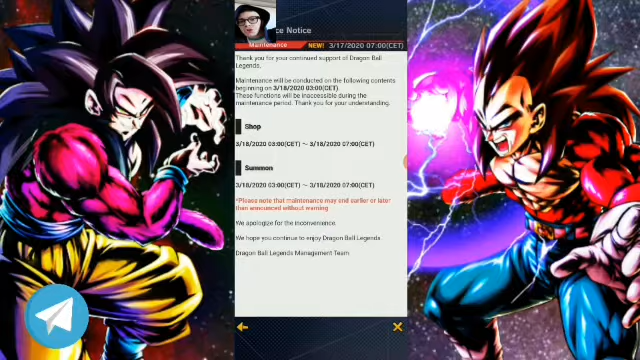 ce Notice
Maintenance NEW! 3/17/2020 07:00(CET)
Thank you for your continued support of Dragon Ball
Legends.
Maintenance will be conducted on the following contents
beginning on 3/18/2020 03:00(CET).
These functions will be inaccessible during the
maintenance period. Thank you for your understanding.
Shop
3/18/2020 03:00(CET) ～ 3/18/2020 07:00(CET)
Summon
3/18/2020 03:00(CET) ～ 3/18/2020 07:00(CET)
*Please note that maintenance may end earlier or later
than announced without warning
We apologize for the inconvenience.
We hope you continue to enjoy Dragon Ball Legends.
Dragon Ball Legends Management Team